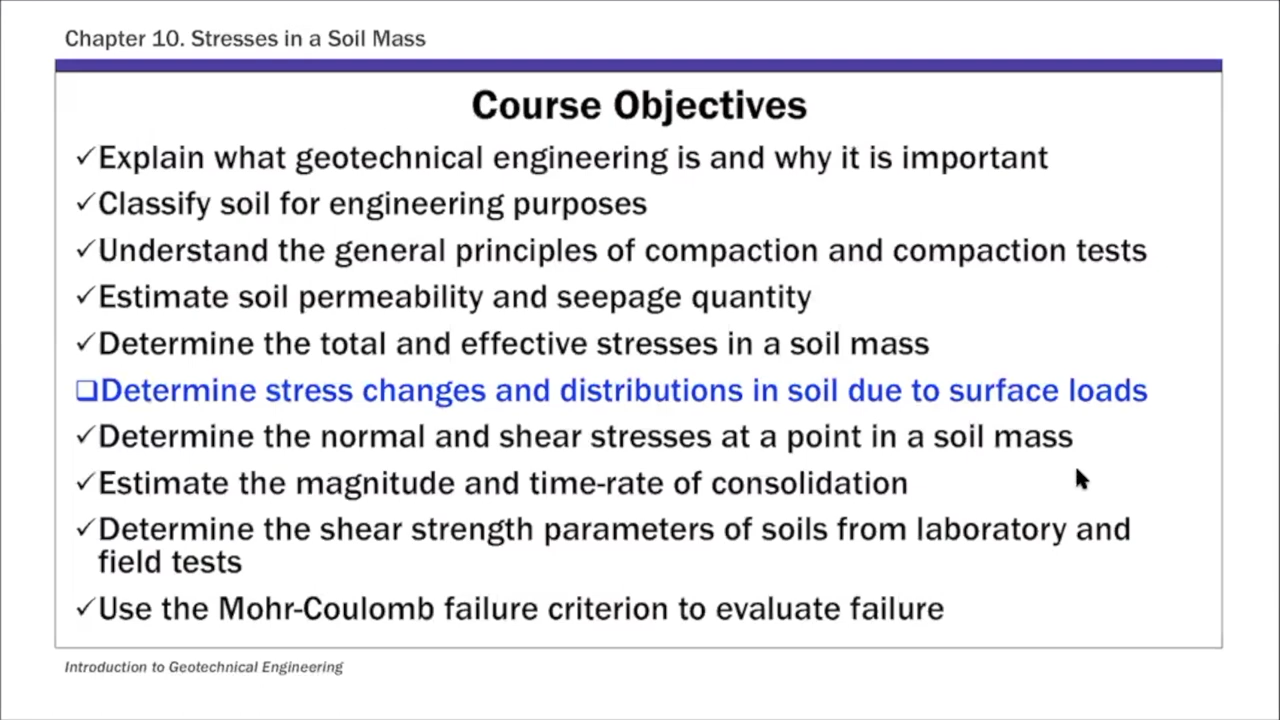 Chapter 10. Stresses in a Soil Mass
Course Objectives
✓Explain what geotechnical engineering is and why it is important
✓Classify soil for engineering purposes
✓Understand the general principles of compaction and compaction tests
✓Estimate soil permeability and seepage quantity
✓Determine the total and effective stresses in a soil mass
❑Determine stress changes and distributions in soil due to surface loads
✓Determine the normal and shear stresses at a point in a soil mass
✓Estimate the magnitude and time-rate of consolidation
✓Determine the shear strength parameters of soils from laboratory and
field tests
✓Use the Mohr-Coulomb failure criterion to evaluate failure
Introduction to Geotechnical Engineering